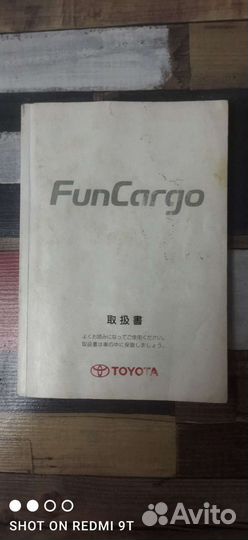 FunCargo
取扱書
よくお読みになってご使用ください。
取扱書は車の中に保管しましょう。
TOYOTA
SHOT ON REDMI 9T
Avito